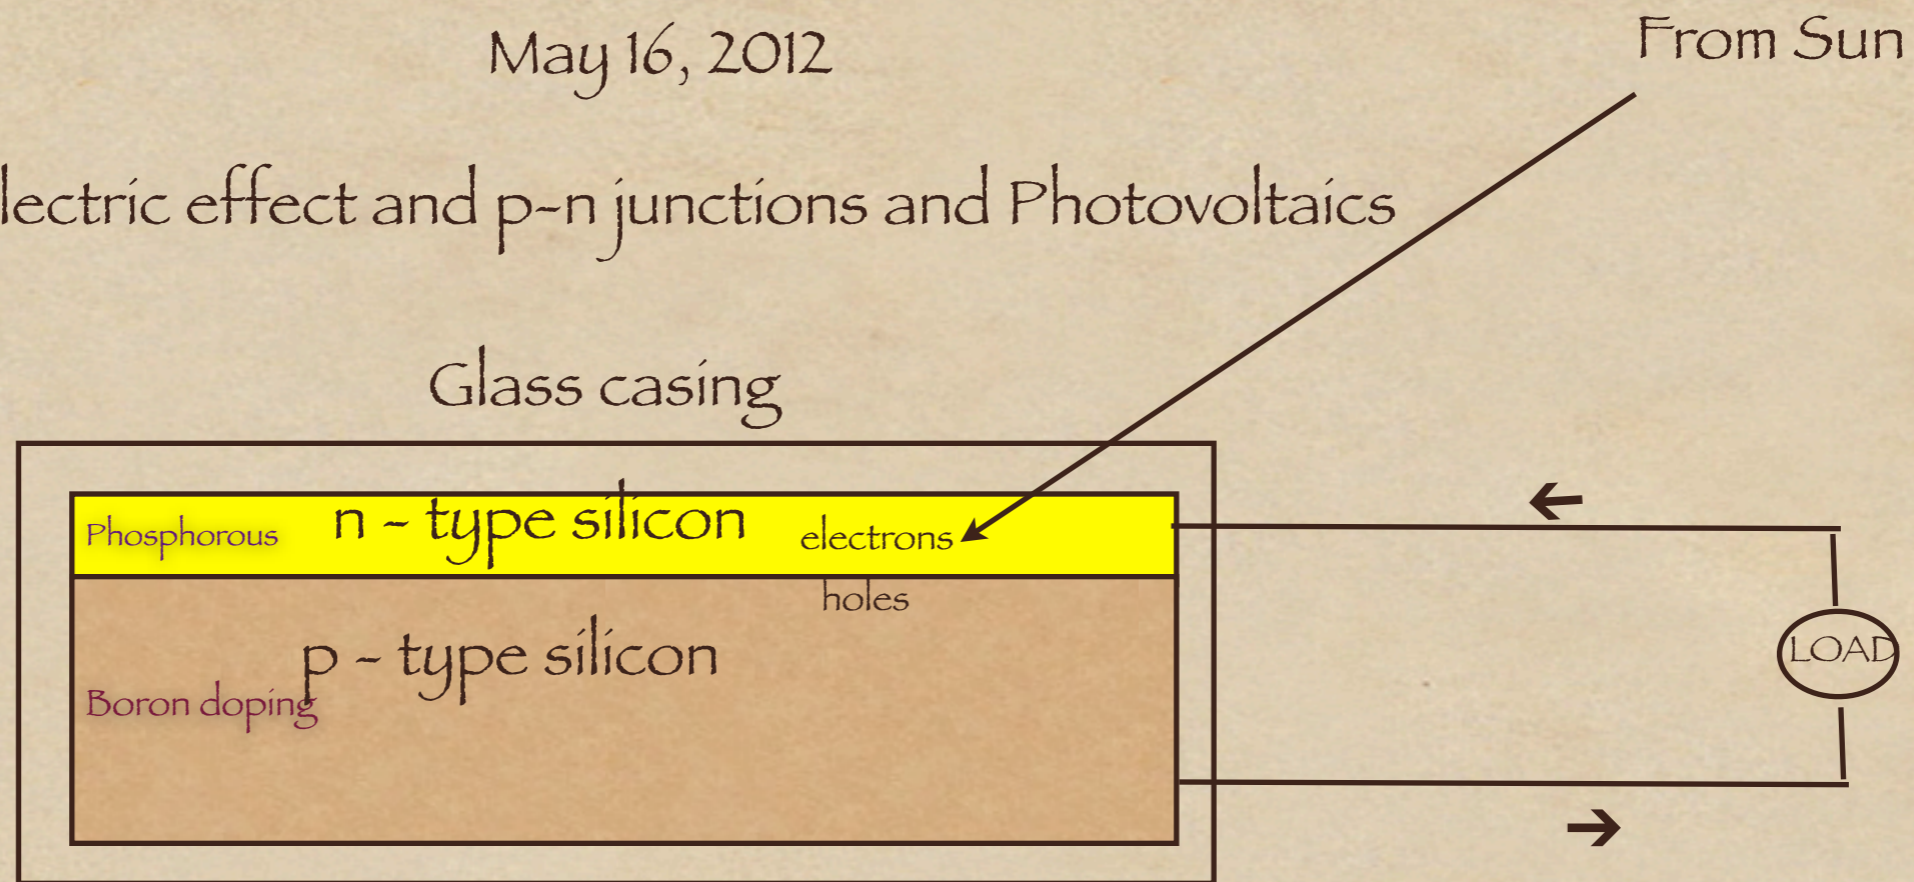 May 16, 2012
From Sun
lectric effect and p-n junctions and Photovoltaics
Glass casing
Phosphorous
n - type silicon
electrons
holes
p - type silicon
Boron doping
LOAD